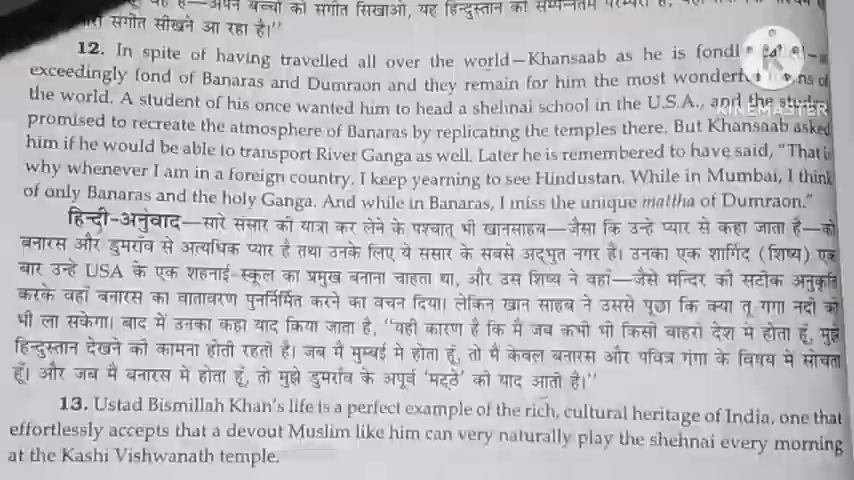 अपने बच्चों को संगीत सिखाओ, यह हिन्दुस्तान की सम्पन्नतम
संगीत सीखने आ रहा है।"
12. In spite of having travelled all over the world—Khansaab as he is
exceedingly fond of Banaras and Dumraon and they remain for him the most
the world. A student of his once wanted him to head a shehnai school in the U.S.A., and the
promised to recreate the atmosphere of Banaras by replicating the temples there. But Khansaab asked
him if he would be able to transport River Ganga as well. Later he is remembered to have said, "That is
why whenever I am in a foreign country, I keep yearning to see Hindustan. While in Mumbai, I think
of only Banaras and the holy Ganga. And while in Banaras, I miss the unique mattha of Dumraon."
हिन्दी-अनुवाद— सारे संसार की यात्रा कर लेने के पश्चात् भी खानसाहब—जैसा कि उन्हें प्यार से कहा जाता है—को
बनारस और डुमराँव से अत्यधिक प्यार है तथा उनके लिए ये संसार के सबसे अद्भुत नगर हैं। उनका एक शागिर्द (शिष्य) एक
बार उन्हें USA के एक शहनाई-स्कूल का प्रमुख बनाना चाहता था, और उस शिष्य ने वहाँ—जैसे मन्दिर की सटीक अनुकृति
करके वहाँ बनारस का वातावरण पुनर्निर्मित करने का वचन दिया। लेकिन खान साहब ने उससे पूछा कि क्या तू गंगा नदी को
भी ला सकेगा। बाद में उनका कहा याद किया जाता है, "यही कारण है कि मैं जब कभी भी किसी बाहरी देश में होता हूँ, मुझे
हिन्दुस्तान देखने की कामना होती रहती है। जब मैं मुम्बई में होता हूँ, तो मैं केवल बनारस और पवित्र गंगा के विषय में सोचता
हूँ। और जब मैं बनारस में होता हूँ, तो मुझे डुमराँव के अपूर्व 'मट्ठे' की याद आती है।"
13. Ustad Bismillah Khan's life is a perfect example of the rich, cultural heritage of India, one that
effortlessly accepts that a devout Muslim like him can very naturally play the shehnai every morning
at the Kashi Vishwanath temple.
KINEMASTER